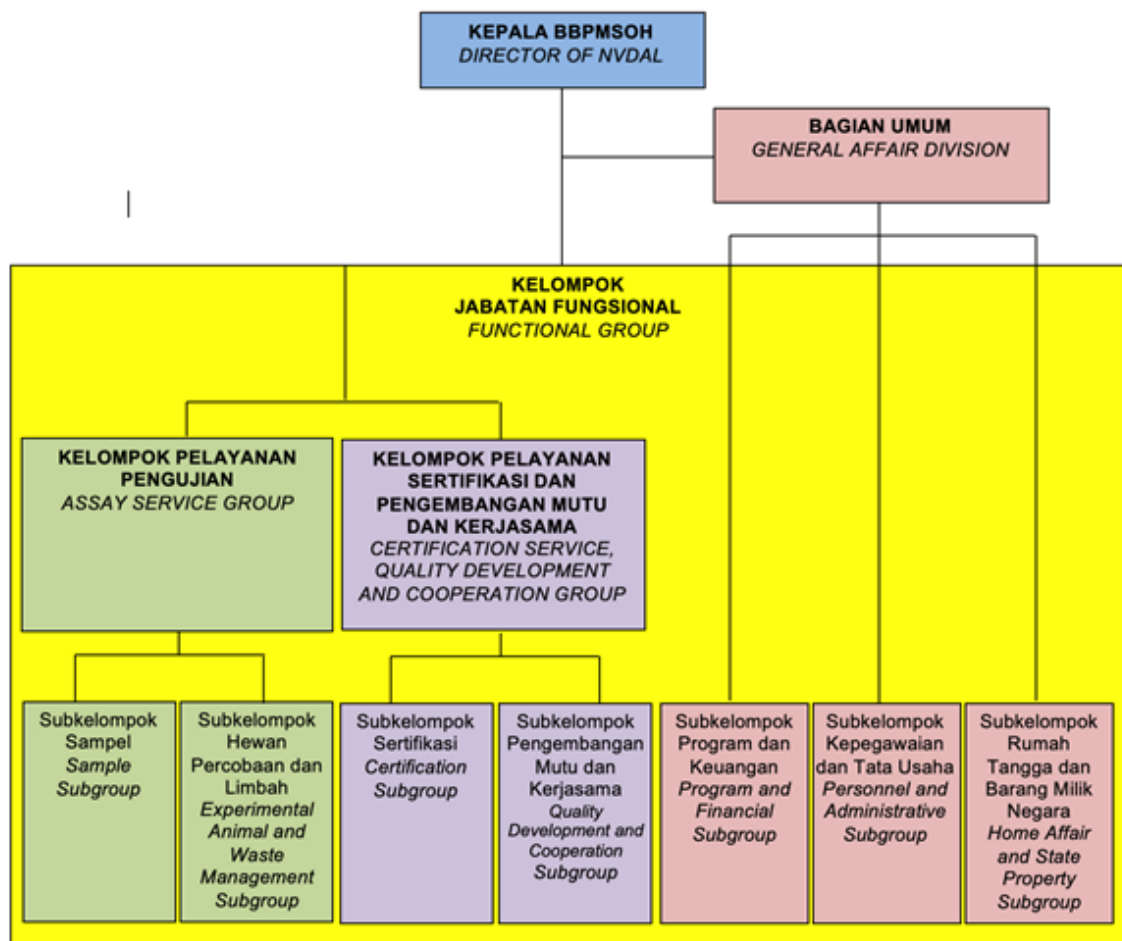 KEPALA BBPMSOH
DIRECTOR OF NVDAL
BAGIAN UMUM
GENERAL AFFAIR DIVISION
KELOMPOK
JABATAN FUNGSIONAL
FUNCTIONAL GROUP
KELOMPOK PELAYANAN
PENGUJIAN
ASSAY SERVICE GROUP
KELOMPOK PELAYANAN
SERTIFIKASI DAN
PENGEMBANGAN MUTU
DAN KERJASAMA
CERTIFICATION SERVICE,
QUALITY DEVELOPMENT
AND COOPERATION GROUP
Subkelompok
Sampel
Sample
Subgroup
Subkelompok
Hewan
Percobaan dan
Limbah
Experimental
Animal and
Waste
Management
Subgroup
Subkelompok
Sertifikasi
Certification
Subgroup
Subkelompok
Pengembangan
Mutu dan
Kerjasama
Quality
Development and
Cooperation
Subgroup
Subkelompok
Program dan
Keuangan
Program and
Financial
Subgroup
Subkelompok
Kepegawaian
dan Tata Usaha
Personnel and
Administrative
Subgroup
Subkelompok
Rumah
Tangga dan
Barang Milik
Negara
Home Affair
and State
Property
Subgroup